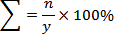 ∑ = n/y × 100%